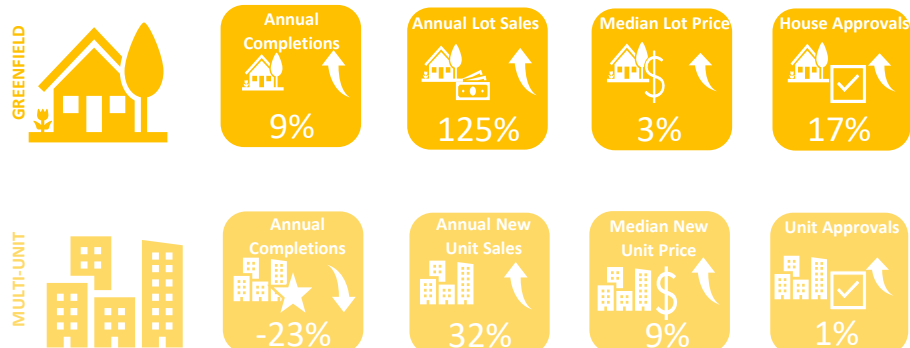 GREENFIELD
Annual
Completions
9%
Annual Lot Sales
125%
Median Lot Price
$
3%
House Approvals
17%
MULTI-UNIT
Annual
Completions
-23%
Annual New
Unit Sales
32%
Median New
Unit Price
$
9%
Unit Approvals
1%